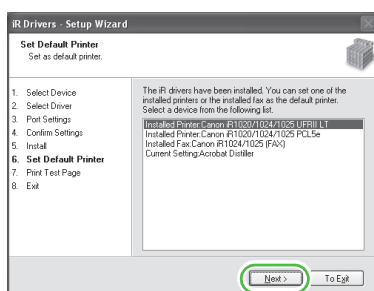 iR Drivers - Setup Wizard
Set Default Printer
Set as default printer.
1. Select Device
2. Select Driver
3. Port Settings
4. Confirm Settings
5. Install
6. Set Default Printer
7. Print Test Page
8. Exit
The iR drivers have been installed. You can set one of the
installed printers or the installed fax as the default printer.
Select a device from the following list.
Installed Printer:Canon iR1020/1024/1025 UFRII LT
Installed Printer:Canon iR1020/1024/1025 PCL5e
Installed Fax:Canon iR1024/1025 (FAX)
Current Setting:Acrobat Distiller
Next >
To Exit